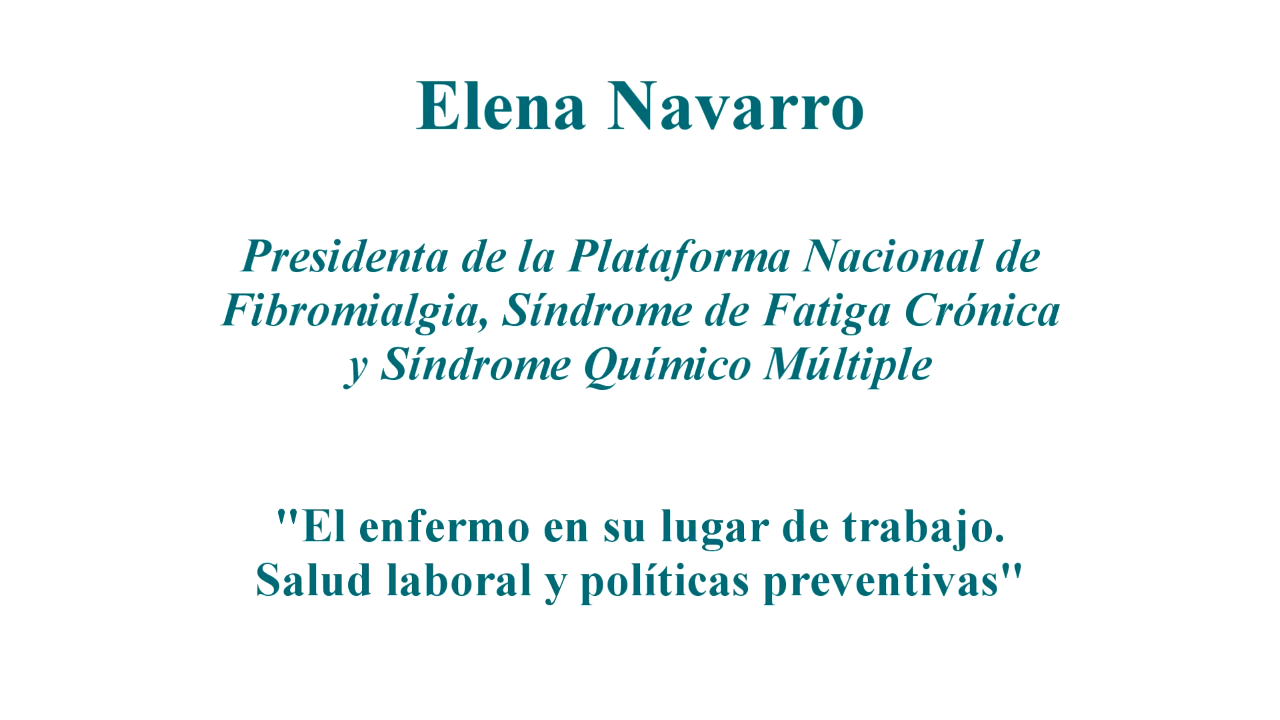 Elena Navarro
Presidenta de la Plataforma Nacional de
Fibromialgia, Síndrome de Fatiga Crónica
y Síndrome Químico Múltiple
"El enfermo en su lugar de trabajo.
Salud laboral y políticas preventivas"